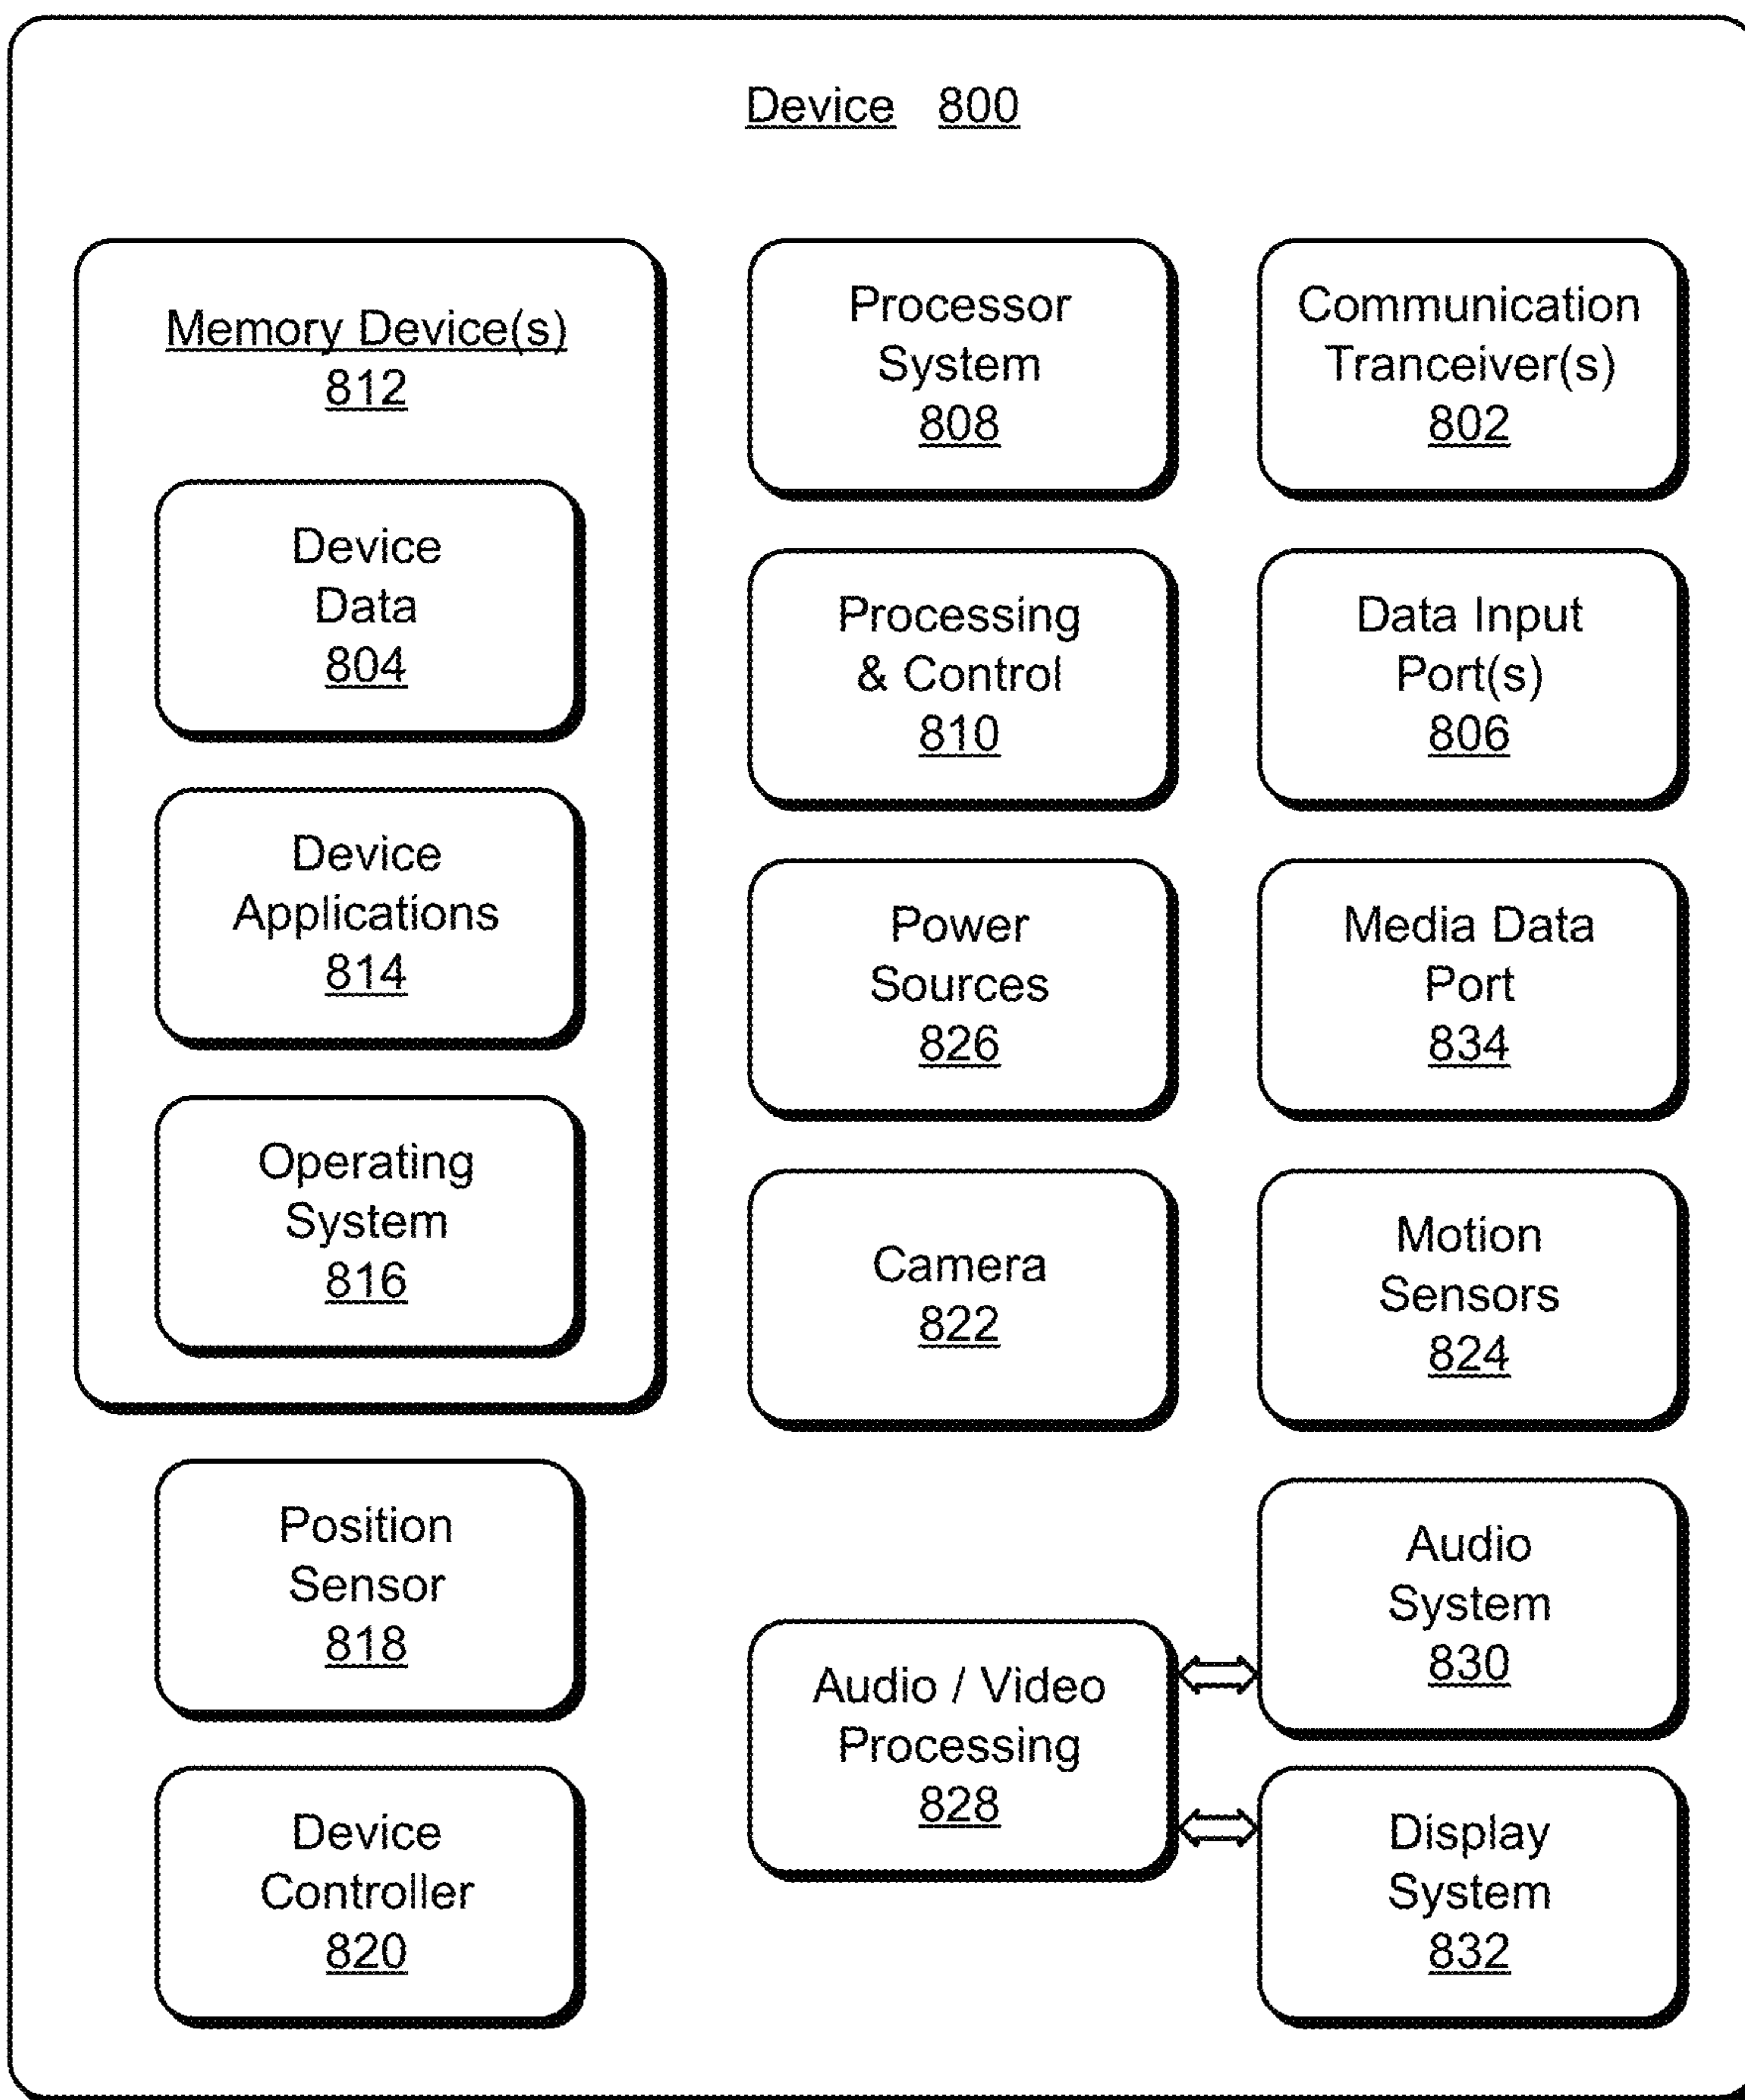 Device 800
Memory Device(s)
812
Device
Data
804
Device
Applications
814
Operating
System
816
Position
Sensor
818
Device
Controller
820
Processor
System
808
Processing
& Control
810
Power
Sources
826
Camera
822
Audio / Video
Processing
828
Communication
Tranceiver(s)
802
Data Input
Port(s)
806
Media Data
Port
834
Motion
Sensors
824
Audio
System
830
Display
System
832